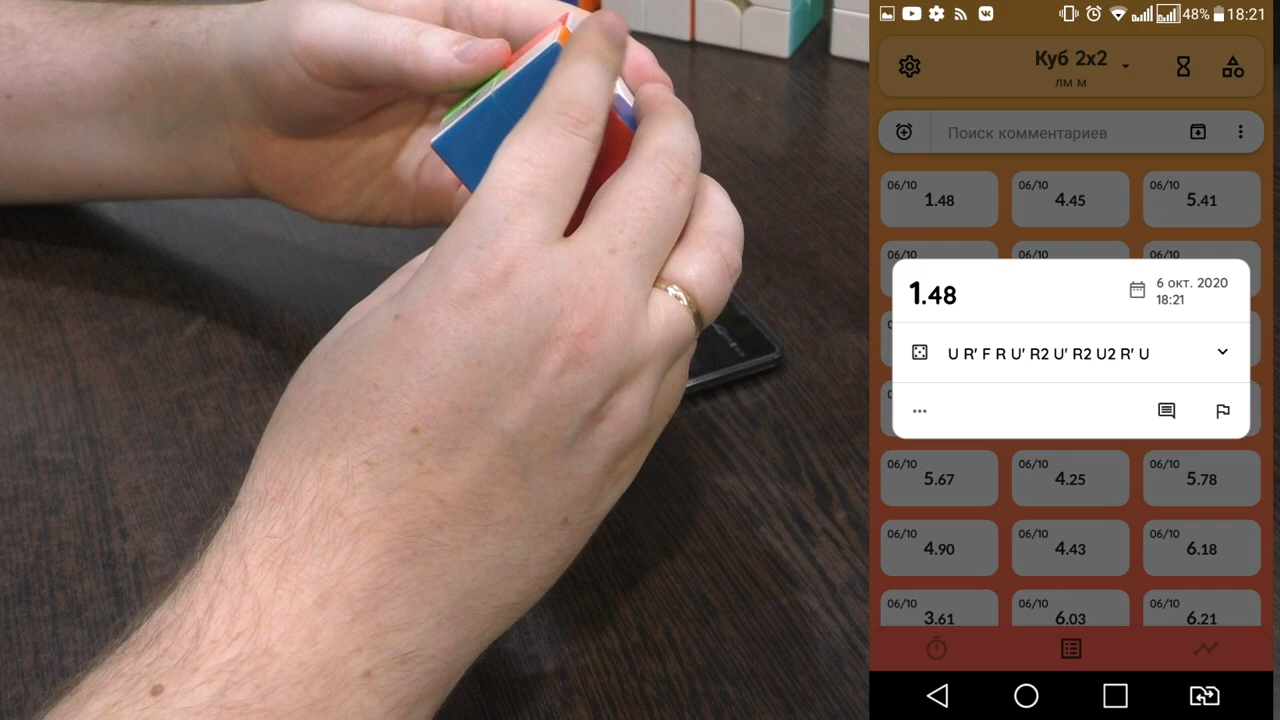 48% 18:21
Куб 2x2
лм м
Поиск комментариев
06/10 06/10 06/10
1.48 4.45 5.41
06/10 06/10 06/10
1.48
6 окт. 2020
18:21
U R' F R U' R2 U' R2 U2 R' U
06/10 06/10 06/10
5.67 4.25 5.78
06/10 06/10 06/10
4.90 4.43 6.18
06/10 06/10 06/10
3.61 6.03 6.21